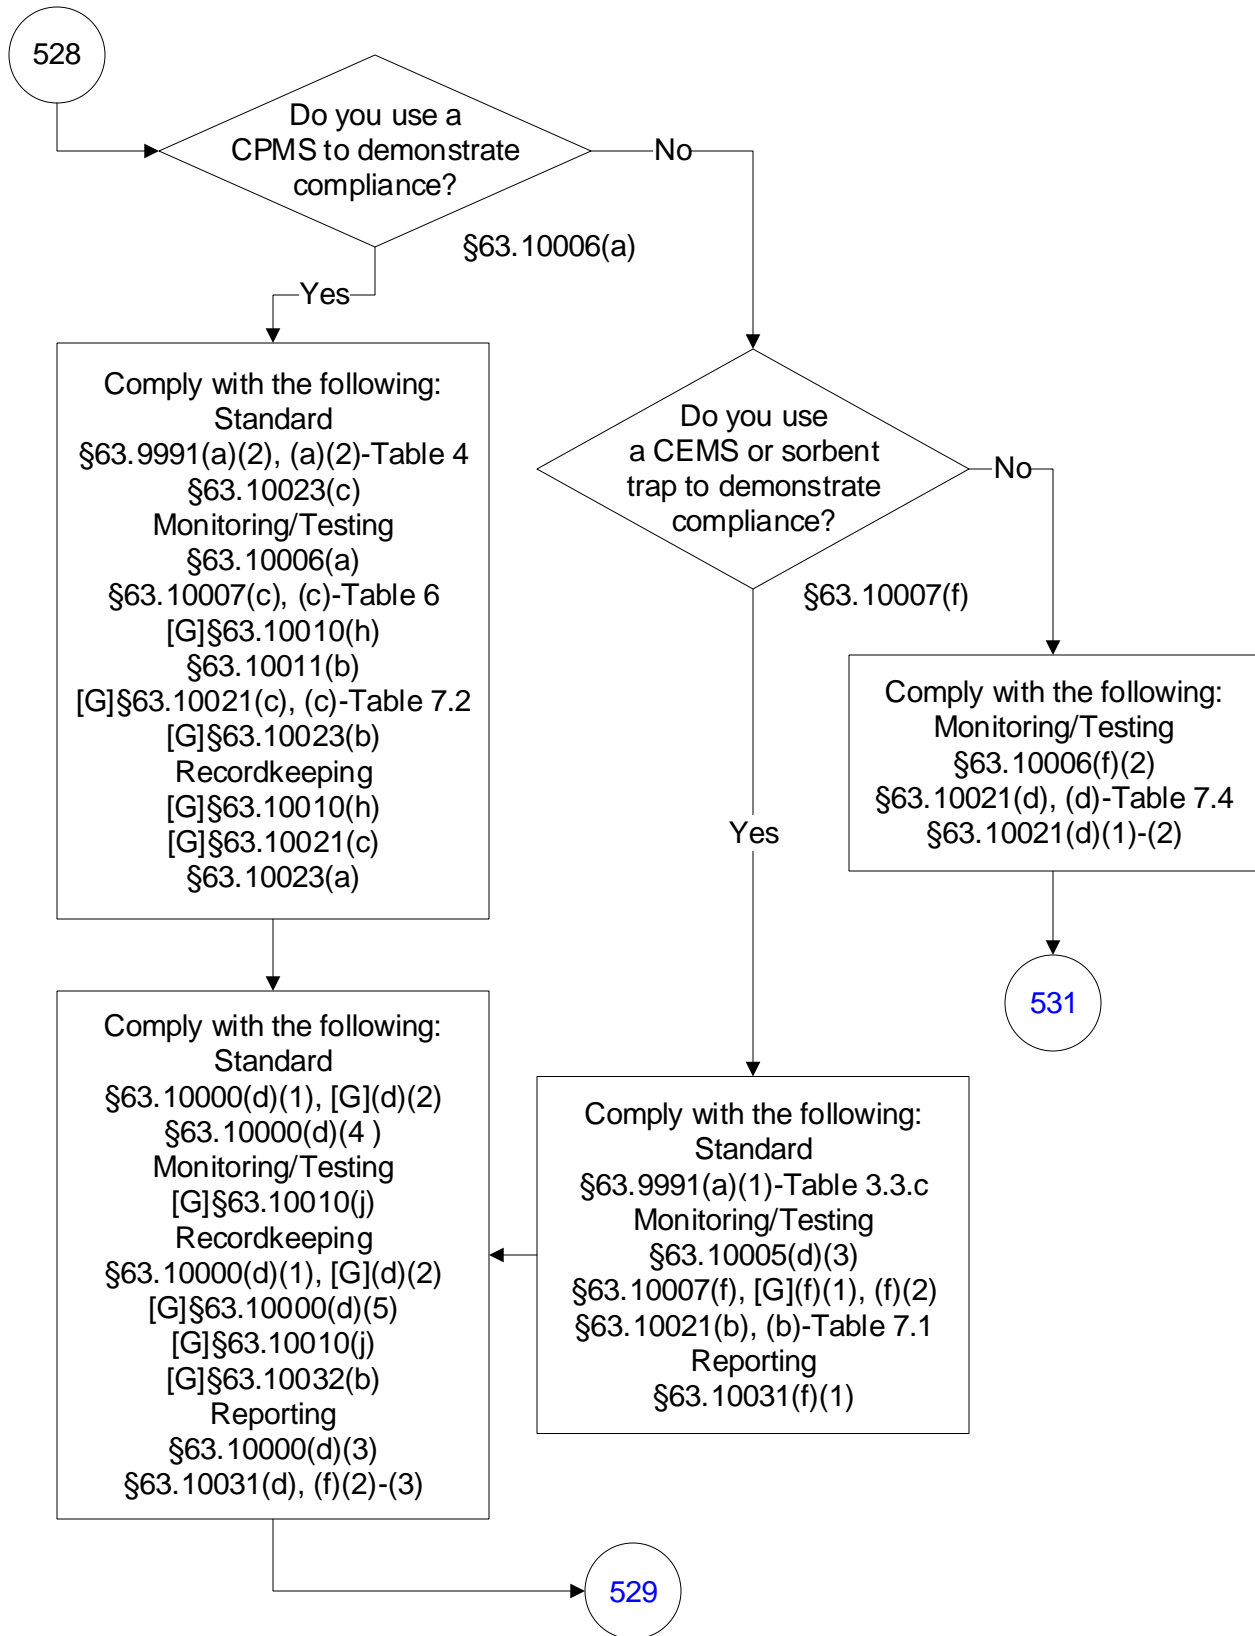 528
Do you use a
CPMS to demonstrate
compliance?
No
§63.10006(a)
Yes
Comply with the following:
Standard
§63.9991(a)(2), (a)(2)-Table 4
§63.10023(c)
Monitoring/Testing
§63.10006(a)
§63.10007(c), (c)-Table 6
[G]§63.10010(h)
§63.10011(b)
[G]§63.10021(c), (c)-Table 7.2
[G]§63.10023(b)
Recordkeeping
[G]§63.10010(h)
[G]§63.10021(c)
§63.10023(a)
Do you use
a CEMS or sorbent
trap to demonstrate
compliance?
No
§63.10007(f)
Yes
Comply with the following:
Monitoring/Testing
§63.10006(f)(2)
§63.10021(d), (d)-Table 7.4
§63.10021(d)(1)-(2)
531
Comply with the following:
Standard
§63.10000(d)(1), [G](d)(2)
§63.10000(d)(4 )
Monitoring/Testing
[G]§63.10010(j)
Recordkeeping
§63.10000(d)(1), [G](d)(2)
[G]§63.10000(d)(5)
[G]§63.10010(j)
[G]§63.10032(b)
Reporting
§63.10000(d)(3)
§63.10031(d), (f)(2)-(3)
Comply with the following:
Standard
§63.9991(a)(1)-Table 3.3.c
Monitoring/Testing
§63.10005(d)(3)
§63.10007(f), [G](f)(1), (f)(2)
§63.10021(b), (b)-Table 7.1
Reporting
§63.10031(f)(1)
529